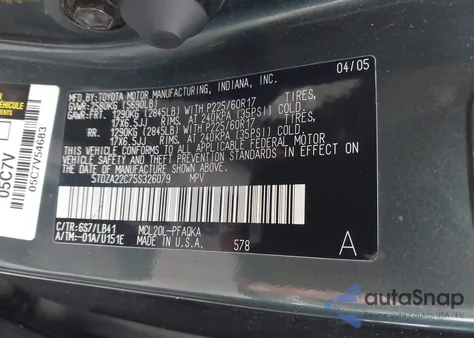 MFD. BY:TOYOTA MOTOR MANUFACTURING, INDIANA, INC. 04/05
GVWR:2580KG (5690LB)
GAWR:FRT. 1290KG (2845LB) WITH P225/60R17 TIRES,
17X6.5JJ RIMS, AT 240KPA (35PSI) COLD.
RR. 1290KG (2845LB) WITH P225/60R17 TIRES,
17X6.5JJ RIMS, AT 240KPA (35PSI) COLD.
THIS VEHICLE CONFORMS TO ALL APPLICABLE FEDERAL MOTOR
VEHICLE SAFETY AND THEFT PREVENTION STANDARDS IN EFFECT ON
THE DATE OF MANUFACTURE SHOWN ABOVE.
5TDZA22C75S326079 MPV
C/TR:6S7/LB41 MCL20L-PFAQKA
A/TM:-01A/U151E MADE IN U.S.A. 578 A
VÉHICULE
05C7V
05C7V54683
autoSnap